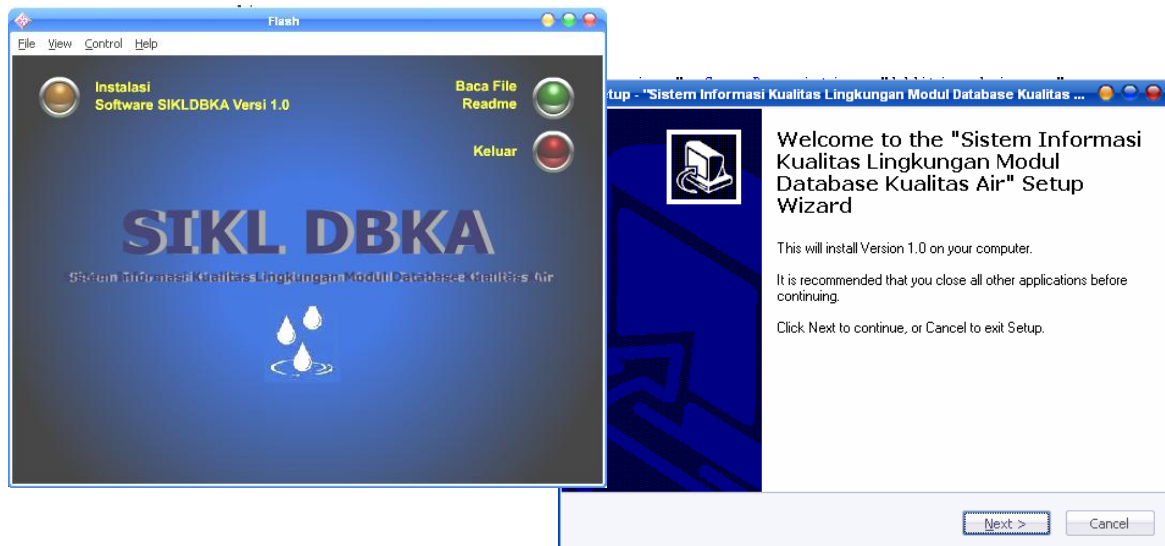 Flash
File View Control Help
Instalasi
Software SIKLDBKA Versi 1.0
Baca File
Readme
Keluar
SIKL DBKA
Sistem Informasi Kualitas Lingkungan Modul Database Kualitas Air
tup - "Sistem Informasi Kualitas Lingkungan Modul Database Kualitas ...
Welcome to the "Sistem Informasi
Kualitas Lingkungan Modul
Database Kualitas Air" Setup
Wizard
This will install Version 1.0 on your computer.
It is recommended that you close all other applications before
continuing.
Click Next to continue, or Cancel to exit Setup.
Next >
Cancel